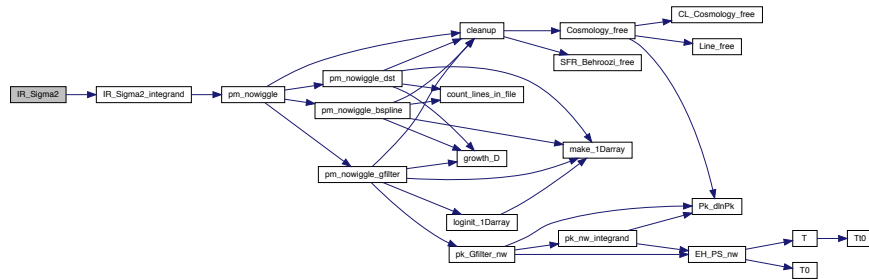 IR_Sigma2
IR_Sigma2_integrand
pm_nowiggle
cleanup
pm_nowiggle_dst
pm_nowiggle_bspline
pm_nowiggle_gfilter
Cosmology_free
SFR_Behroozi_free
count_lines_in_file
growth_D
make_1Darray
loginit_1Darray
pk_Gfilter_nw
CL_Cosmology_free
Line_free
pk_nw_integrand
Pk_dlnPk
EH_PS_nw
T
Tt0
T0